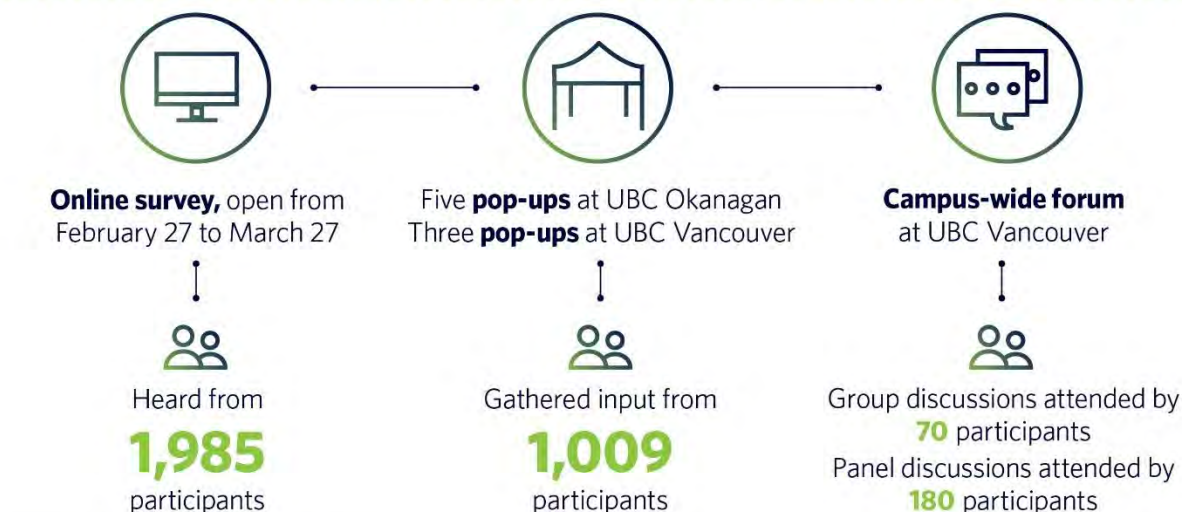 Online survey, open from
February 27 to March 27
Heard from
1,985
participants
Five pop-ups at UBC Okanagan
Three pop-ups at UBC Vancouver
Gathered input from
1,009
participants
Campus-wide forum
at UBC Vancouver
Group discussions attended by
70 participants
Panel discussions attended by
180 participants